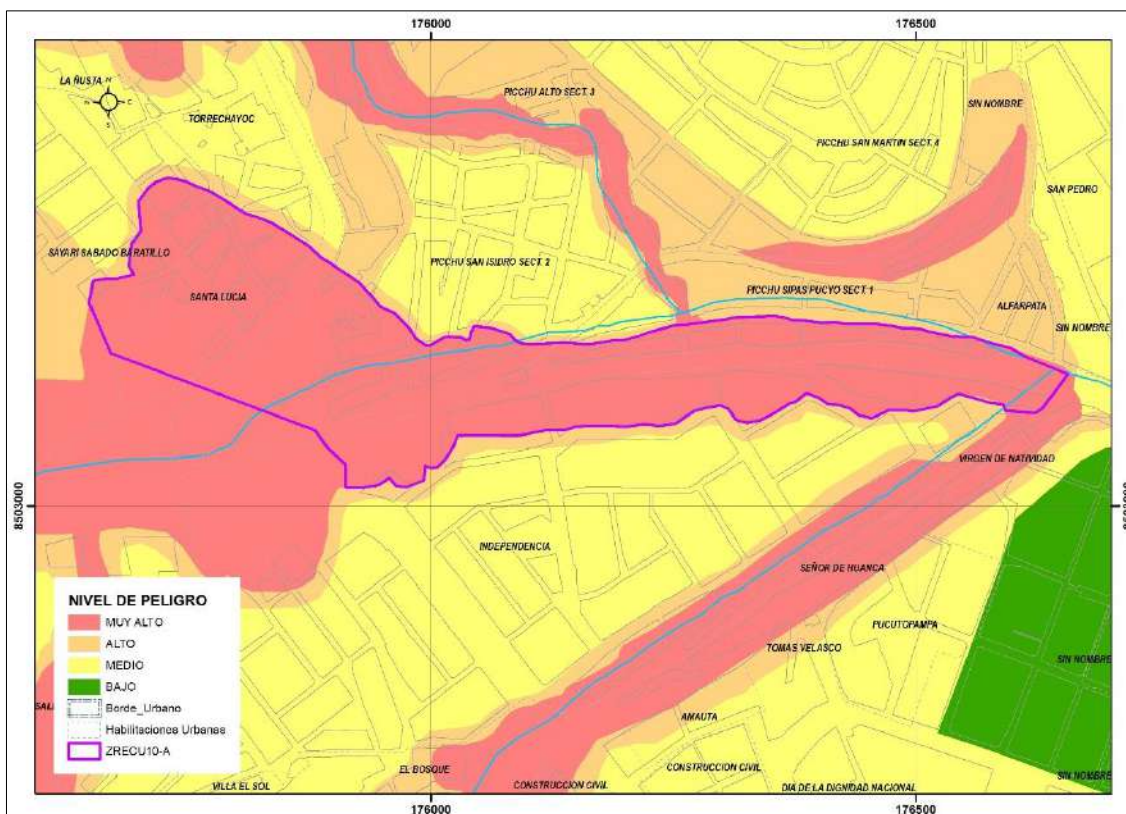 176000
176500
LA ÑUSTA
N
E
S
TORRECHAYOC
PICCHU ALTO SECT. 3
SIN NOMBRE
PICCHU SAN MARTIN SECT. 4
SAN PEDRO
SAYARI SABADO BARATILLO
PICCHU SAN ISIDRO SECT. 2
SANTA LUCIA
PICCHU SIPAS PUCYO SECT. 1
ALFARPATA
SIN NOMBRE
VIRGEN DE NATIVIDAD
8503000
8503000
INDEPENDENCIA
SEÑOR DE HUANCA
PUCUTOPAMPA
TOMAS VELASCO
SIN NOMBRE
NIVEL DE PELIGRO
MUY ALTO
ALTO
MEDIO
BAJO
Borde_Urbano
Habilitaciones Urbanas
ZRECU10-A
AMAUTA
EL BOSQUE
CONSTRUCCION CIVIL
SIN NOMBRE
VILLA EL SOL
CONSTRUCCION CIVIL
DIA DE LA DIGNIDAD NACIONAL
176000
176500